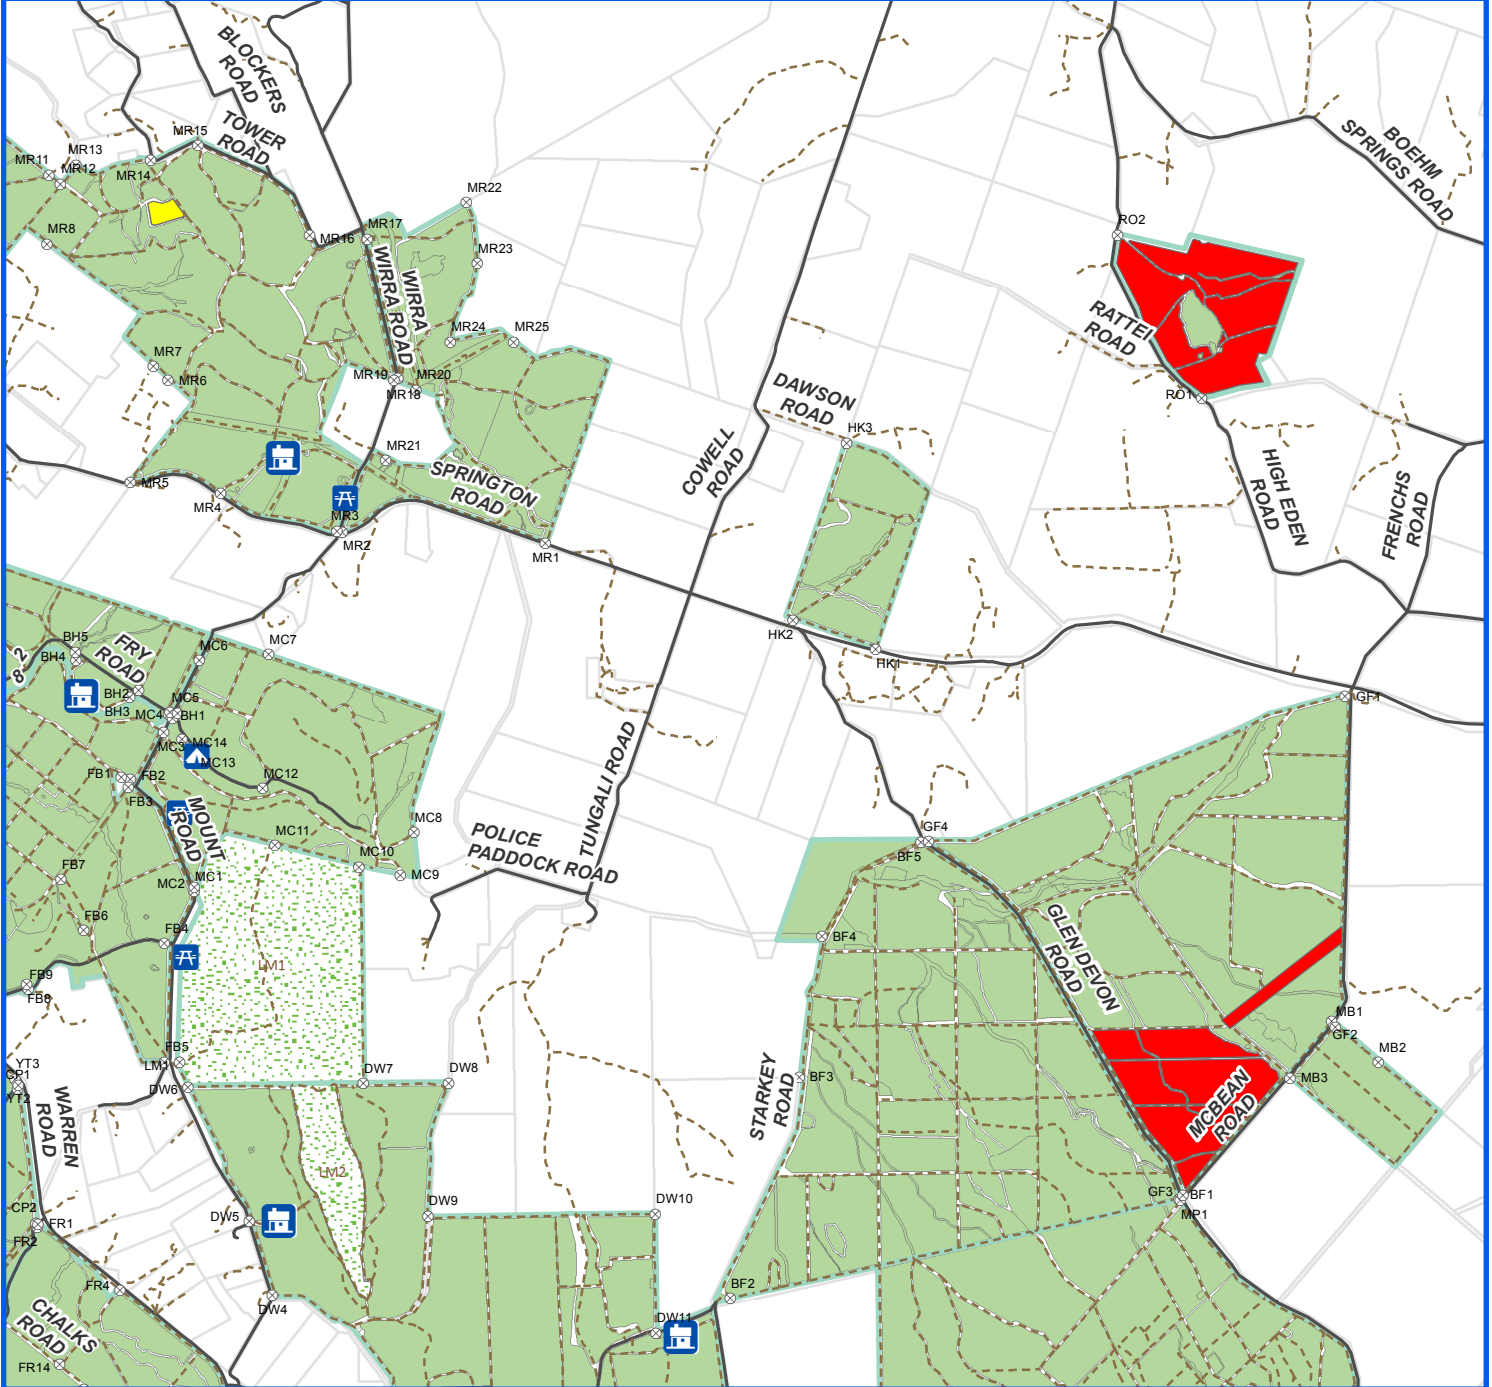 BLOCKERS
ROAD
TOWER
ROAD
MR15
MR13
MR11
MR12
MR14
MR8
MR16
MR17
MR22
MR23
WIRRA
WIRRA ROAD
MR24
MR25
MR7
MR6
MR19
MR20
MR18
MR21
SPRINGTON
ROAD
MR5
MR4
MR3
MR2
MR1
COWELL
ROAD
DAWSON
ROAD
HK3
HK2
HK1
BOEHM
SPRINGS ROAD
RO2
RATTEI
ROAD
RO1
HIGH EDEN
ROAD
FRENCHS
ROAD
BH5
BH4
FRY
ROAD
8-2
MC6
MC7
BH2
BH3
MC5
MC4
BH1
MC3
MC14
MC13
MC12
FB1
FB2
FB3
MOUNT
ROAD
MC8
MC11
MC10
MC9
FB7
MC2
MC1
FB6
FB4
LM1
FB9
FB8
POLICE
PADDOCK ROAD
TUNGALI ROAD
GF1
GF4
BF5
BF4
GLEN DEVON
ROAD
MB1
GF2
MB2
MB3
MCBEAN
ROAD
STARKEY
ROAD
BF3
GF3
BF1
MP1
BF2
YT3
CP1
YT2
WARREN
ROAD
FB5
LM1
DW6
DW7
DW8
LM2
DW9
DW10
DW5
DW4
DW11
CP2
FR1
FR2
FR4
CHALKS
ROAD
FR14